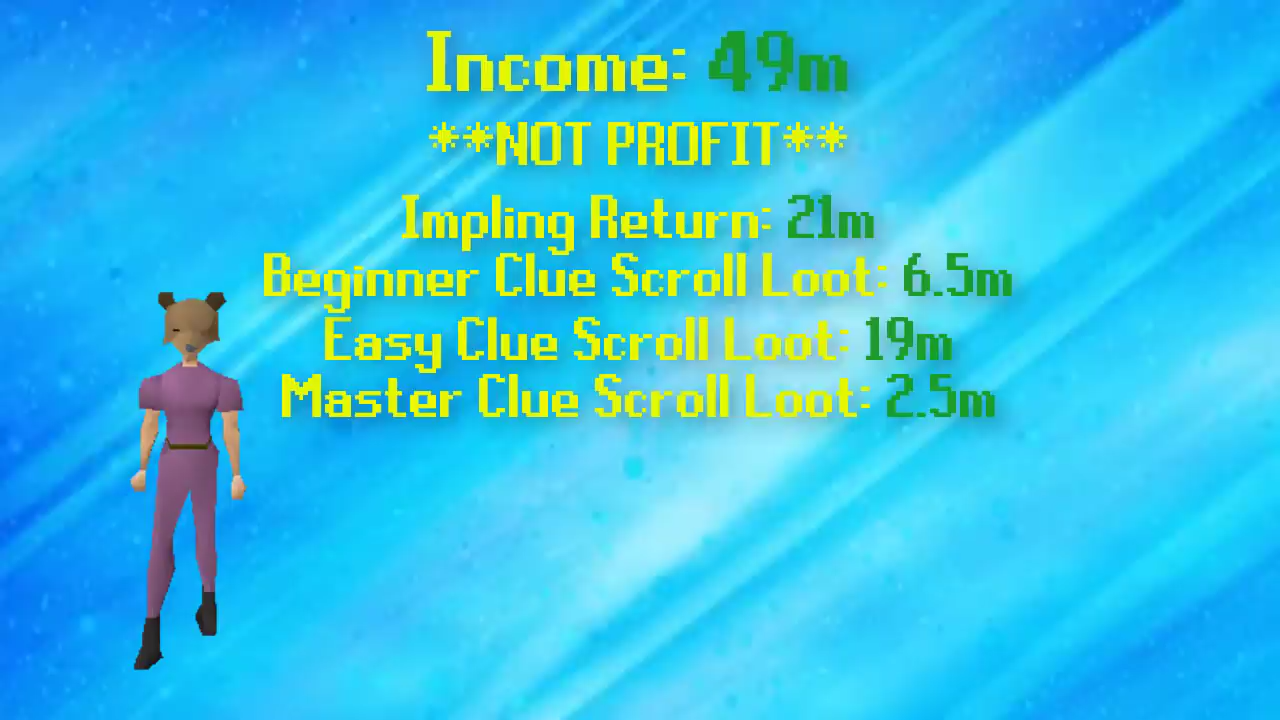 Income: 49m
**NOT PROFIT**
Impling Return: 21m
Beginner Clue Scroll Loot: 6.5m
Easy Clue Scroll Loot: 19m
Master Clue Scroll Loot: 2.5m